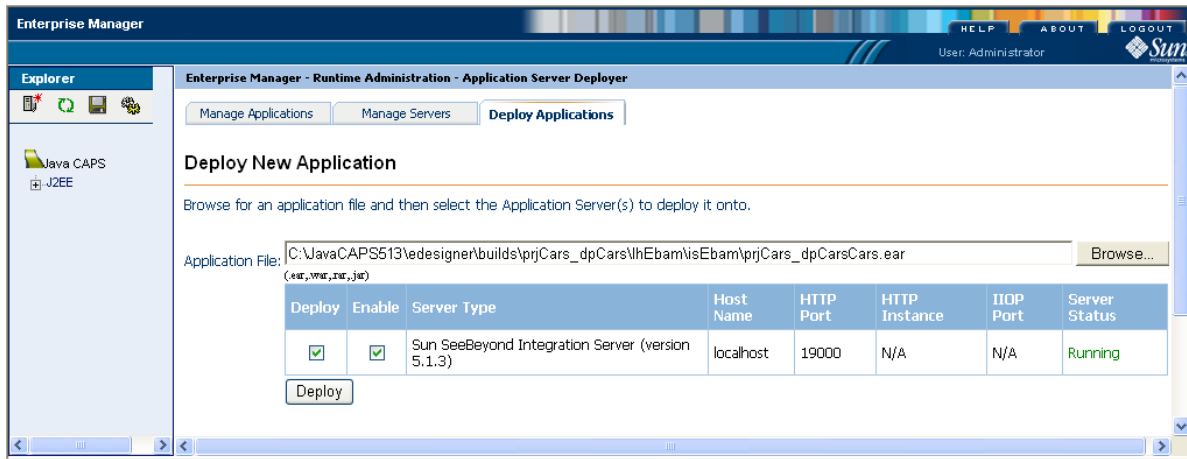 Enterprise Manager
HELP ABOUT LOGOUT
User: Administrator
Sun
microsystems
Explorer
Enterprise Manager - Runtime Administration - Application Server Deployer
Manage Applications Manage Servers Deploy Applications
Java CAPS
J2EE
Deploy New Application
Browse for an application file and then select the Application Server(s) to deploy it onto.
Application File: C:\JavaCAPS513\edesigner\builds\prjCars_dpCars\lhEbam\isEbam\prjCars_dpCarsCars.ear Browse...
(.ear,.war,.rar,.jar)
Deploy Enable Server Type Host Name HTTP Port HTTP Instance IIOP Port Server Status
Sun SeeBeyond Integration Server (version 5.1.3) localhost 19000 N/A N/A Running
Deploy